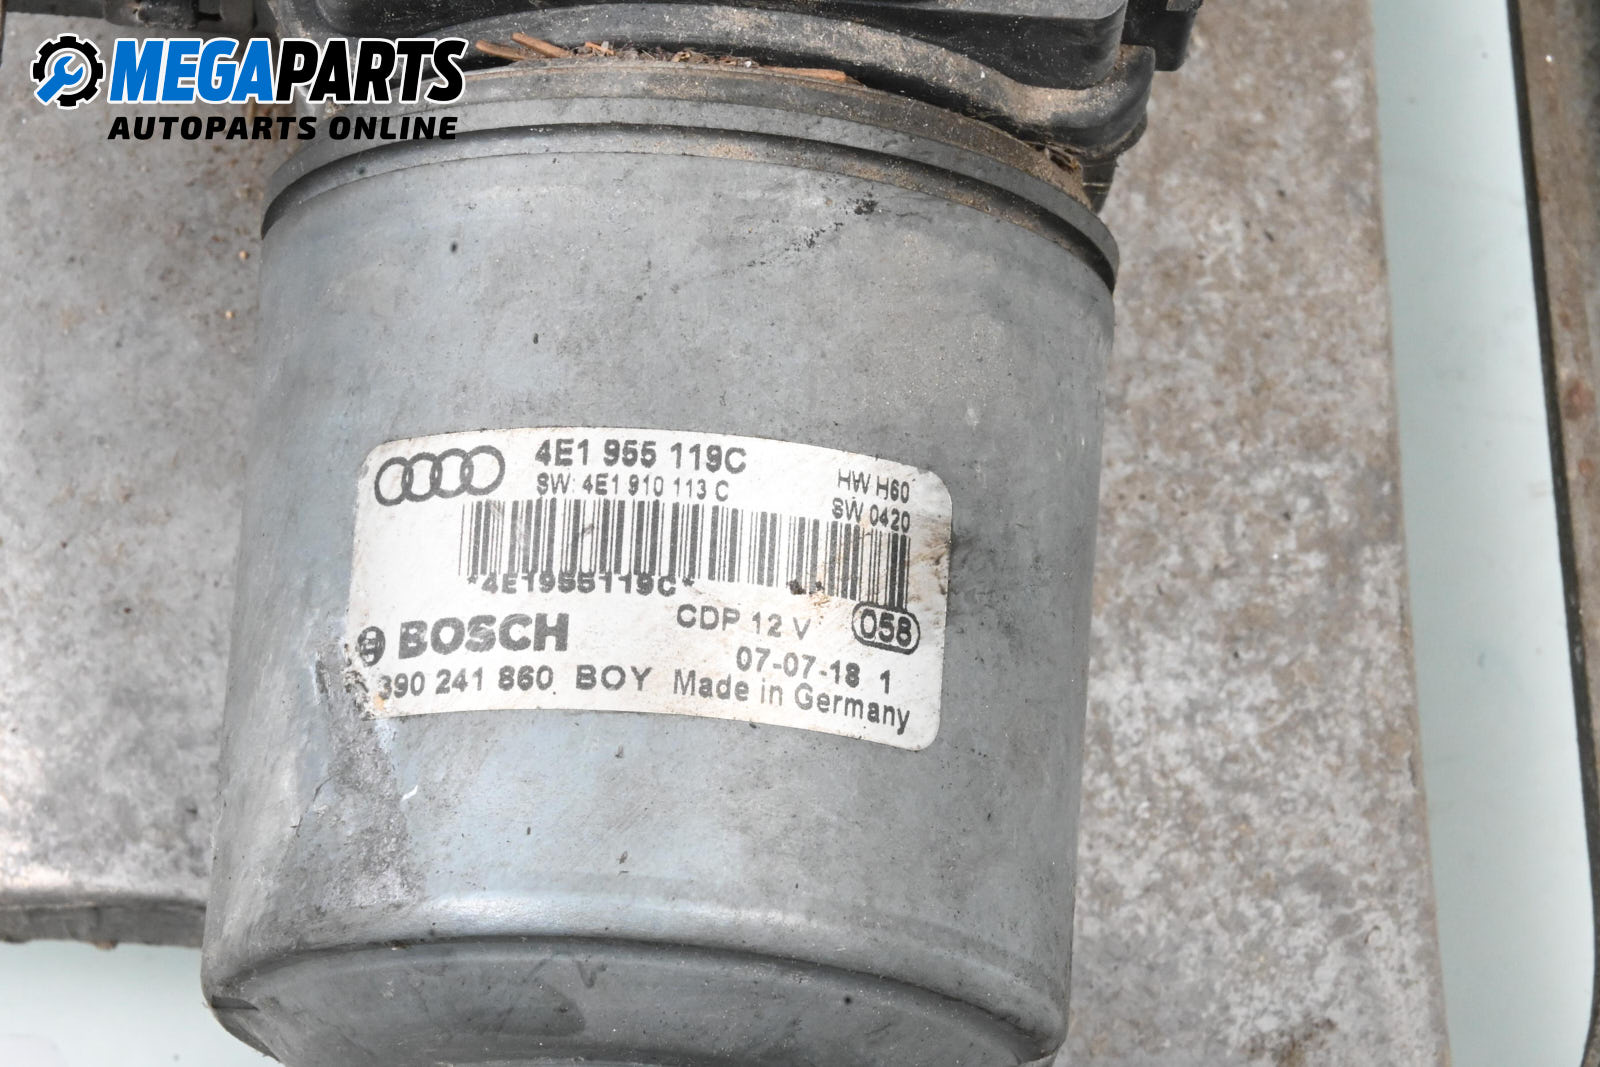 MEGAPARTS
AUTOPARTS ONLINE
4E1 955 119C
SW: 4E1 910 113 C
HW H60
SW 0420
*4E1955119C*
CDP 12 V
058
BOSCH
07-07-18 1
390 241 860 BOY Made in Germany